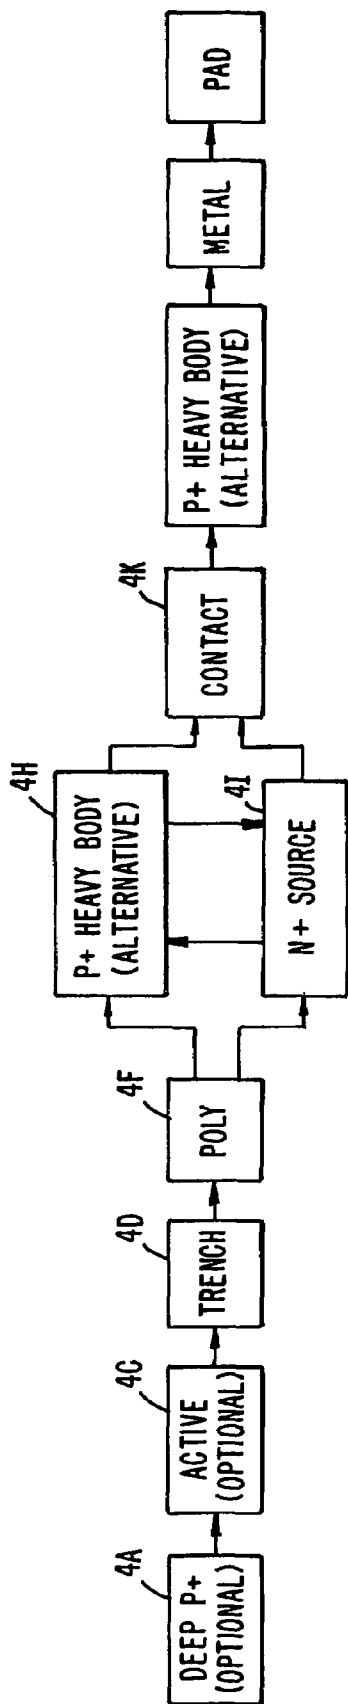 4A
DEEP P+
(OPTIONAL)
4C
ACTIVE
(OPTIONAL)
4D
TRENCH
4F
POLY
4H
P+ HEAVY BODY
(ALTERNATIVE)
4I
N+ SOURCE
4K
CONTACT
P+ HEAVY BODY
(ALTERNATIVE)
METAL
PAD